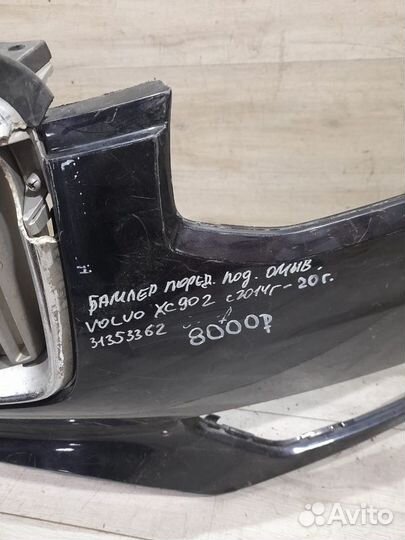 БАМПЕР ПЕРЕД. ПОД. ОМЫВ.
VOLVO XC90 2 с 2014г-20г.
31353362
8000р
Avito